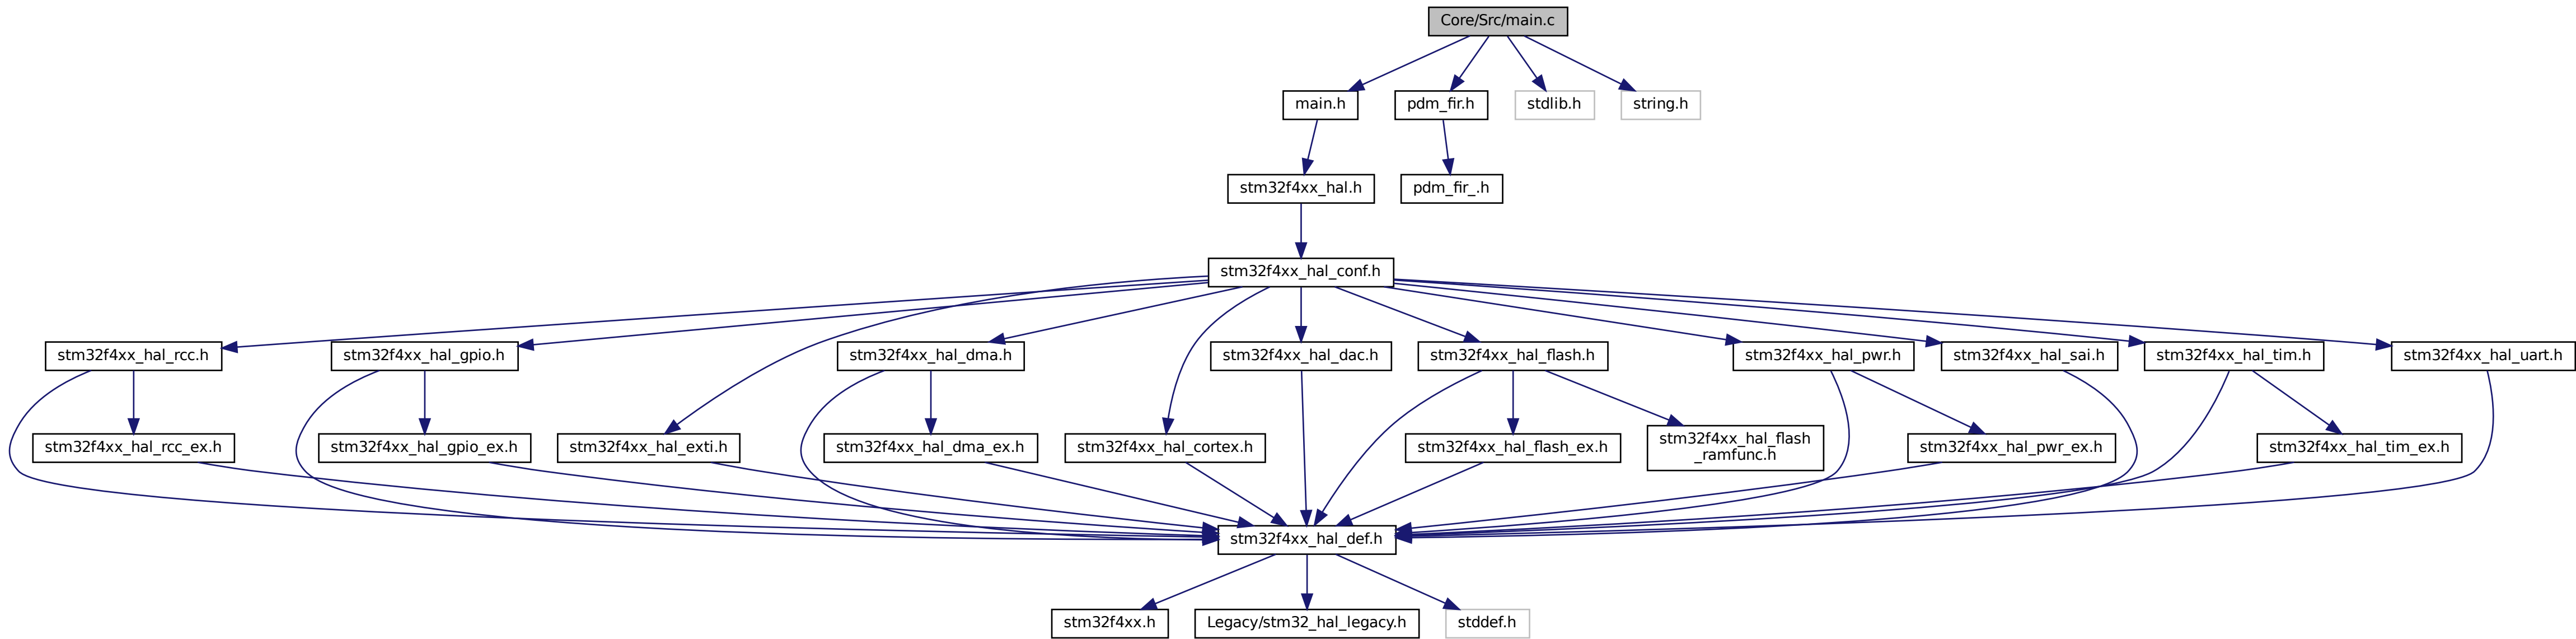 Core/Src/main.c
main.h
pdm_fir.h
stdlib.h
string.h
stm32f4xx_hal.h
pdm_fir_.h
stm32f4xx_hal_conf.h
stm32f4xx_hal_rcc.h
stm32f4xx_hal_gpio.h
stm32f4xx_hal_dma.h
stm32f4xx_hal_dac.h
stm32f4xx_hal_flash.h
stm32f4xx_hal_pwr.h
stm32f4xx_hal_sai.h
stm32f4xx_hal_tim.h
stm32f4xx_hal_uart.h
stm32f4xx_hal_rcc_ex.h
stm32f4xx_hal_gpio_ex.h
stm32f4xx_hal_exti.h
stm32f4xx_hal_dma_ex.h
stm32f4xx_hal_cortex.h
stm32f4xx_hal_flash_ex.h
stm32f4xx_hal_flash
_ramfunc.h
stm32f4xx_hal_pwr_ex.h
stm32f4xx_hal_tim_ex.h
stm32f4xx_hal_def.h
stm32f4xx.h
Legacy/stm32_hal_legacy.h
stddef.h